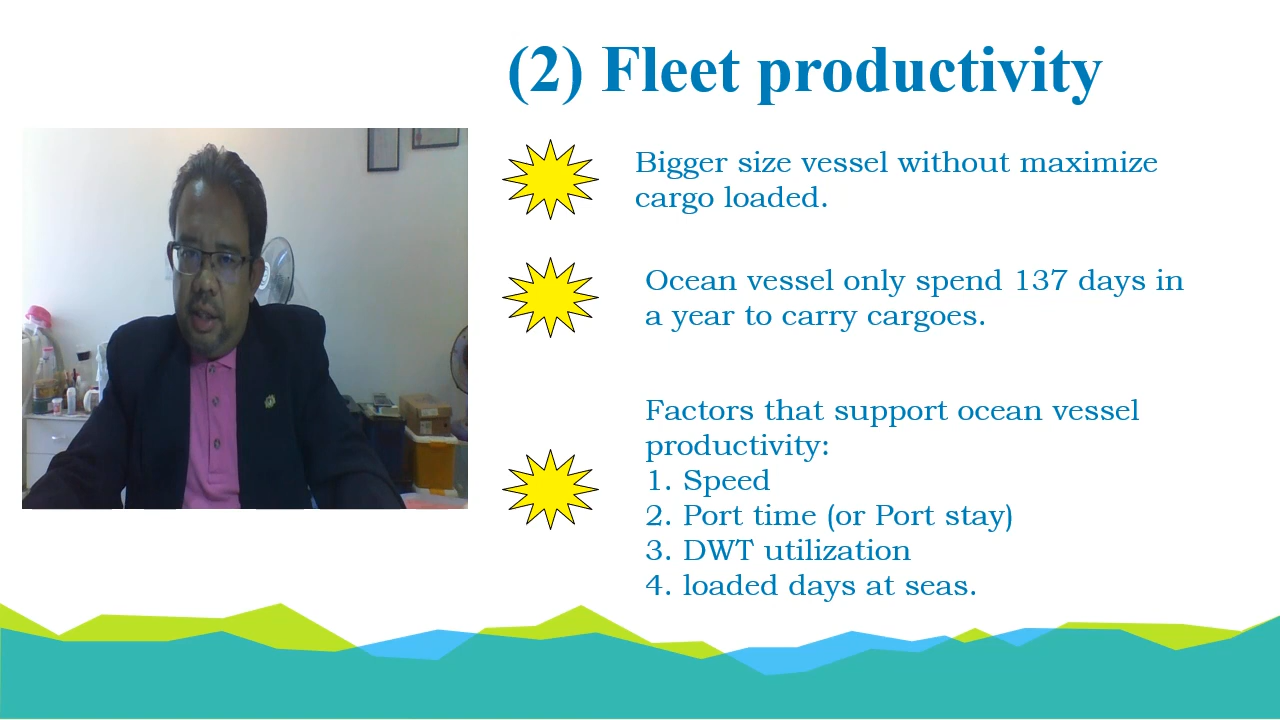 (2) Fleet productivity
Bigger size vessel without maximize
cargo loaded.
Ocean vessel only spend 137 days in
a year to carry cargoes.
Factors that support ocean vessel
productivity:
1. Speed
2. Port time (or Port stay)
3. DWT utilization
4. loaded days at seas.